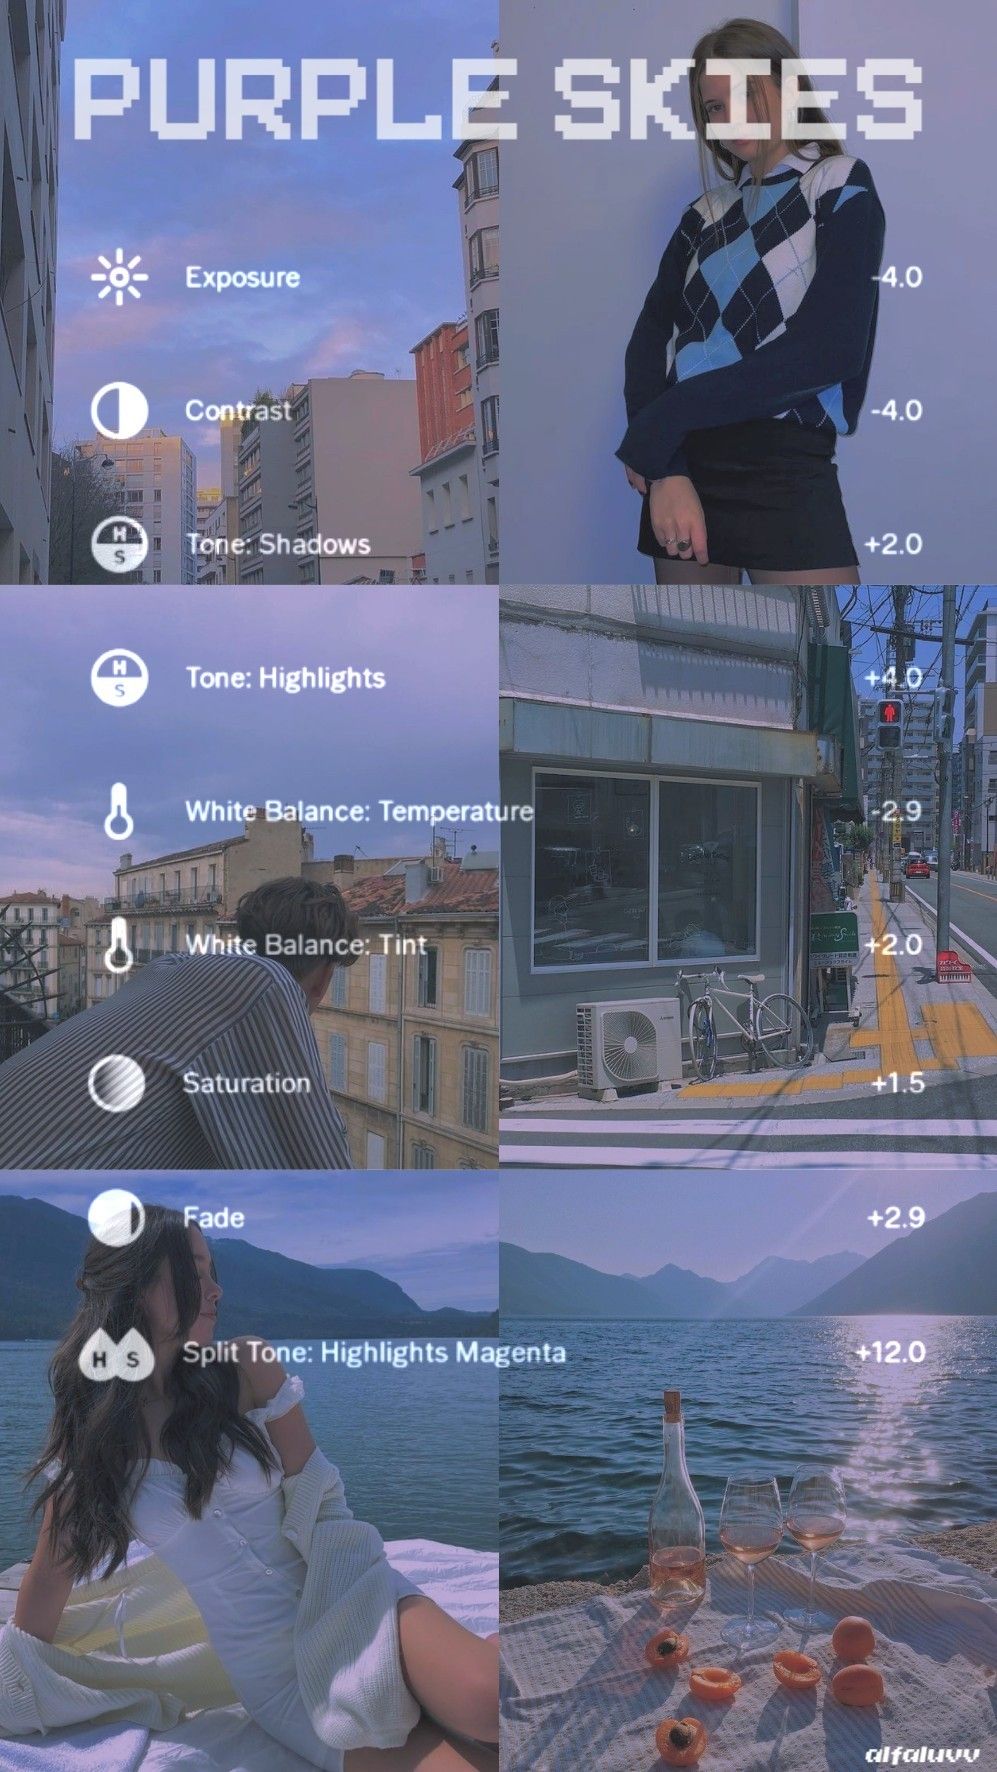 PURPLE SKIES
Exposure -4.0
Contrast -4.0
H
S
Tone: Shadows +2.0
H
S
Tone: Highlights +4.0
White Balance: Temperature -2.9
White Balance: Tint +2.0
Saturation +1.5
Fade +2.9
H S Split Tone: Highlights Magenta +12.0
alfaluvv